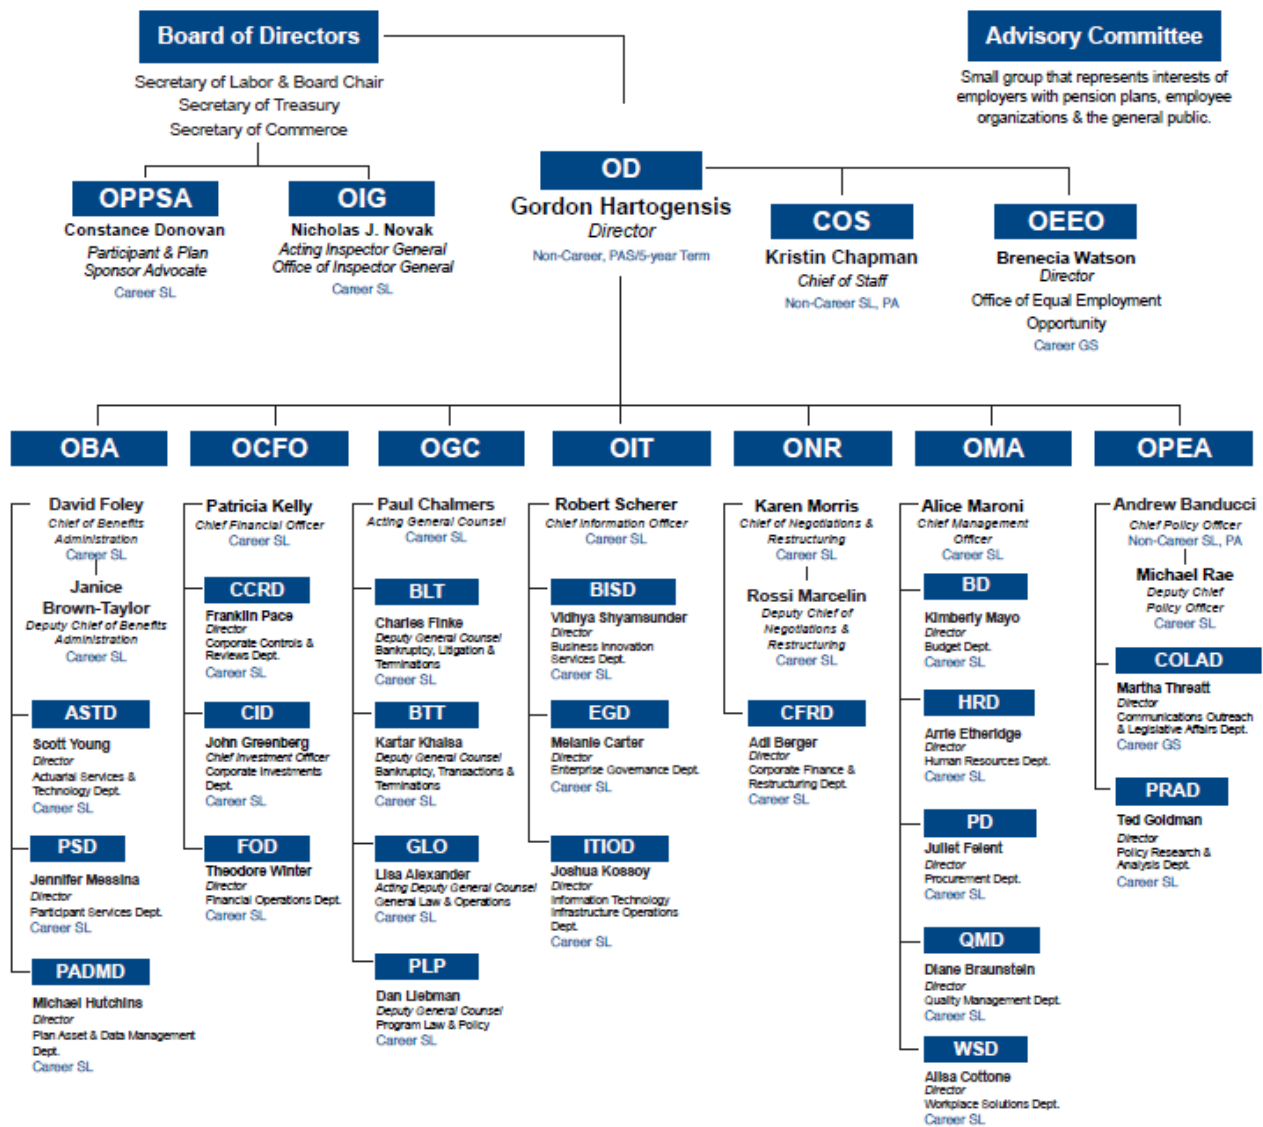 Board of Directors
Secretary of Labor & Board Chair
Secretary of Treasury
Secretary of Commerce
Advisory Committee
Small group that represents interests of
employers with pension plans, employee
organizations & the general public.
OPPSA
Constance Donovan
Participant & Plan
Sponsor Advocate
Career SL
OIG
Nicholas J. Novak
Acting Inspector General
Office of Inspector General
Career SL
OD
Gordon Hartogensis
Director
Non-Career, PAS/5-year Term
COS
Kristin Chapman
Chief of Staff
Non-Career SL, PA
OEEO
Brenecia Watson
Director
Office of Equal Employment
Opportunity
Career GS
OBA
David Foley
Chief of Benefits
Administration
Career SL
Janice
Brown-Taylor
Deputy Chief of Benefits
Administration
Career SL
ASTD
Scott Young
Director
Actuarial Services &
Technology Dept.
Career SL
PSD
Jennifer Messina
Director
Participant Services Dept.
Career SL
PADMD
Michael Hutchins
Director
Plan Asset & Data Management
Dept.
Career SL
OCFO
Patricia Kelly
Chief Financial Officer
Career SL
CCRD
Franklin Pace
Director
Corporate Controls &
Reviews Dept.
Career SL
CID
John Greenberg
Chief Investment Officer
Corporate Investments
Dept.
Career SL
FOD
Theodore Winter
Director
Financial Operations Dept.
Career SL
OGC
Paul Chalmers
Acting General Counsel
Career SL
BLT
Charles Finke
Deputy General Counsel
Bankruptcy, Litigation &
Terminations
Career SL
BTT
Kartar Khalsa
Deputy General Counsel
Bankruptcy, Transactions &
Terminations
Career SL
GLO
Lisa Alexander
Acting Deputy General Counsel
General Law & Operations
Career SL
PLP
Dan Liebman
Deputy General Counsel
Program Law & Policy
Career SL
OIT
Robert Scherer
Chief Information Officer
Career SL
BISD
Vidhya Shyamsunder
Director
Business Innovation
Services Dept.
Career SL
EGD
Melanie Carter
Director
Enterprise Governance Dept.
Career SL
ITIOD
Joshua Kossoy
Director
Information Technology
Infrastructure Operations
Dept.
Career SL
ONR
Karen Morris
Chief of Negotiations &
Restructuring
Career SL
Rossi Marcelin
Deputy Chief of
Negotiations &
Restructuring
Career SL
CFRD
Adi Berger
Director
Corporate Finance &
Restructuring Dept.
Career SL
OMA
Alice Maroni
Chief Management
Officer
Career SL
BD
Kimberly Mayo
Director
Budget Dept.
Career SL
HRD
Arrie Etheridge
Director
Human Resources Dept.
Career SL
PD
Juliet Felent
Director
Procurement Dept.
Career SL
QMD
Diane Braunstein
Director
Quality Management Dept.
Career SL
WSD
Alisa Cottone
Director
Workplace Solutions Dept.
Career SL
OPEA
Andrew Banducci
Chief Policy Officer
Non-Career SL, PA
Michael Rae
Deputy Chief
Policy Officer
Career SL
COLAD
Martha Threatt
Director
Communications Outreach
& Legislative Affairs Dept.
Career GS
PRAD
Ted Goldman
Director
Policy Research &
Analysis Dept.
Career SL